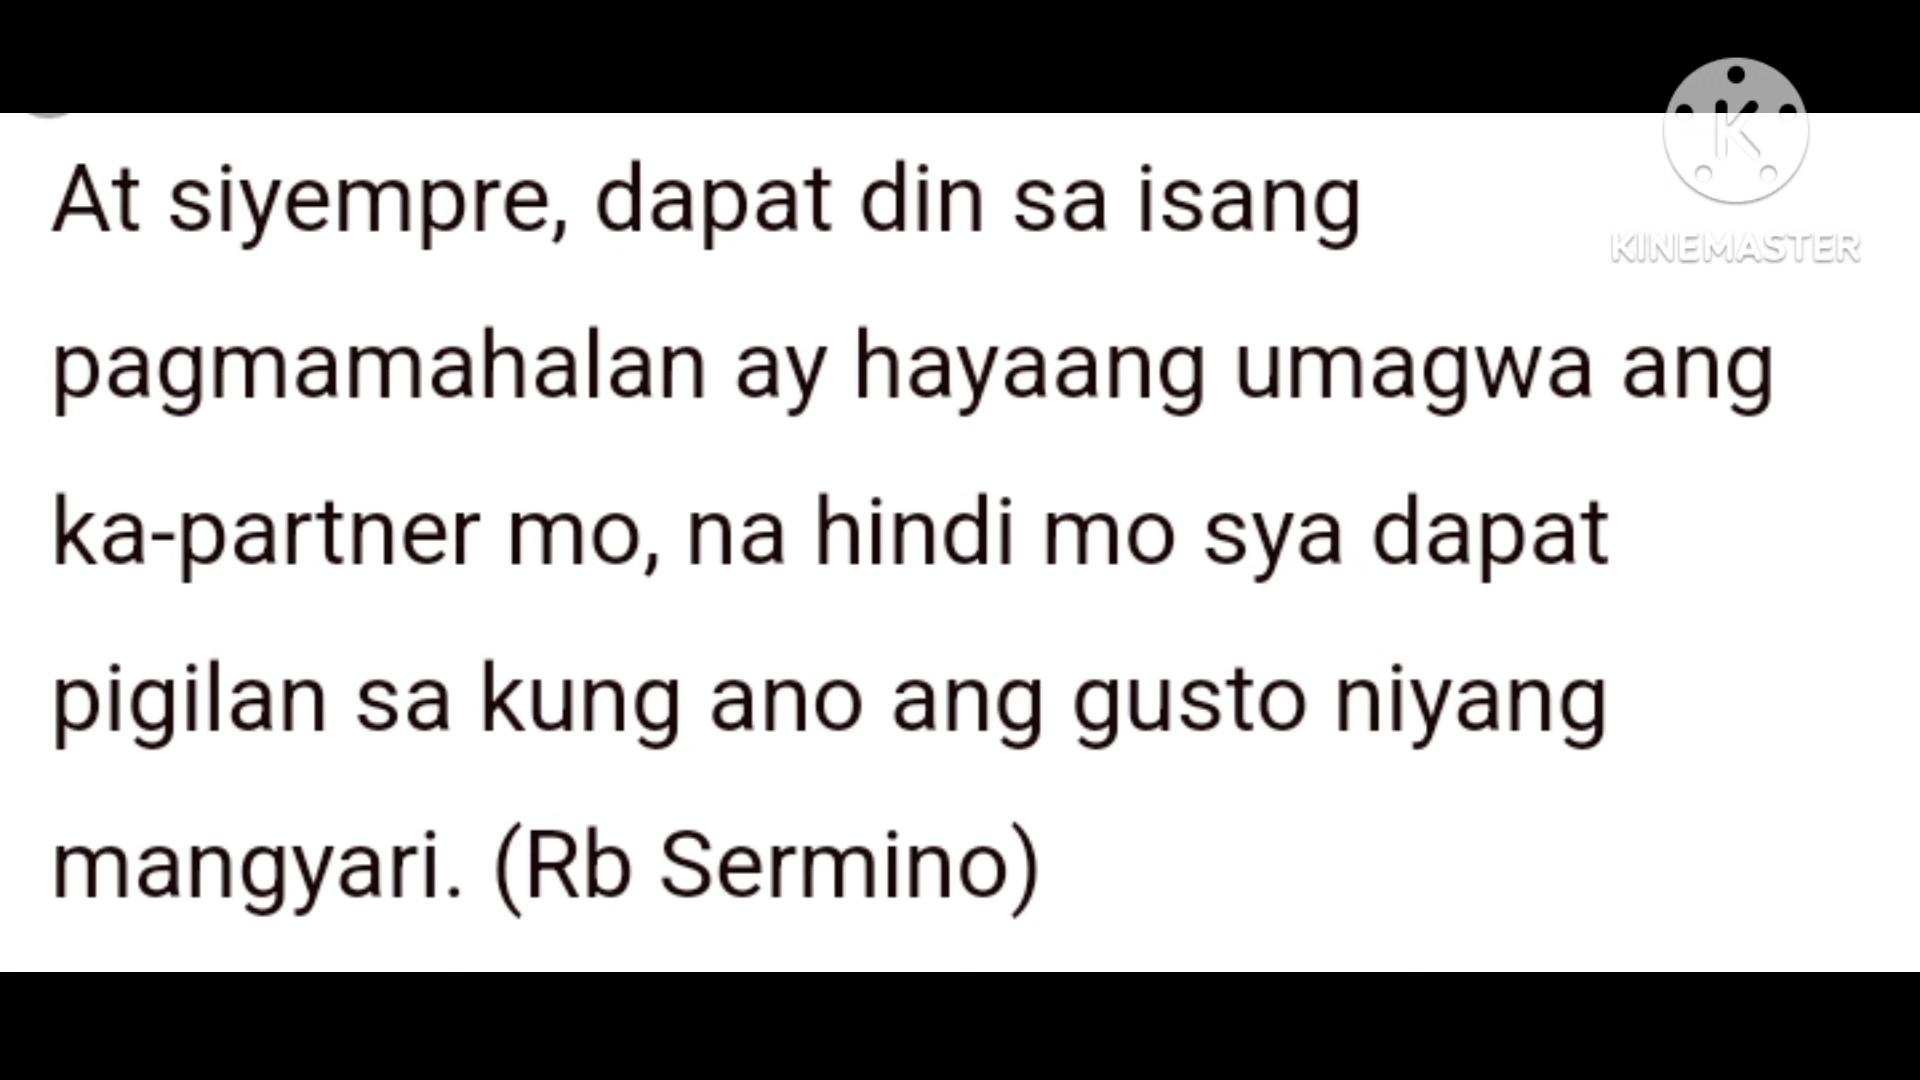 At siyempre, dapat din sa isang
pagmamahalan ay hayaang umagwa ang
ka-partner mo, na hindi mo sya dapat
pigilan sa kung ano ang gusto niyang
mangyari. (Rb Sermino)
K
KINEMASTER